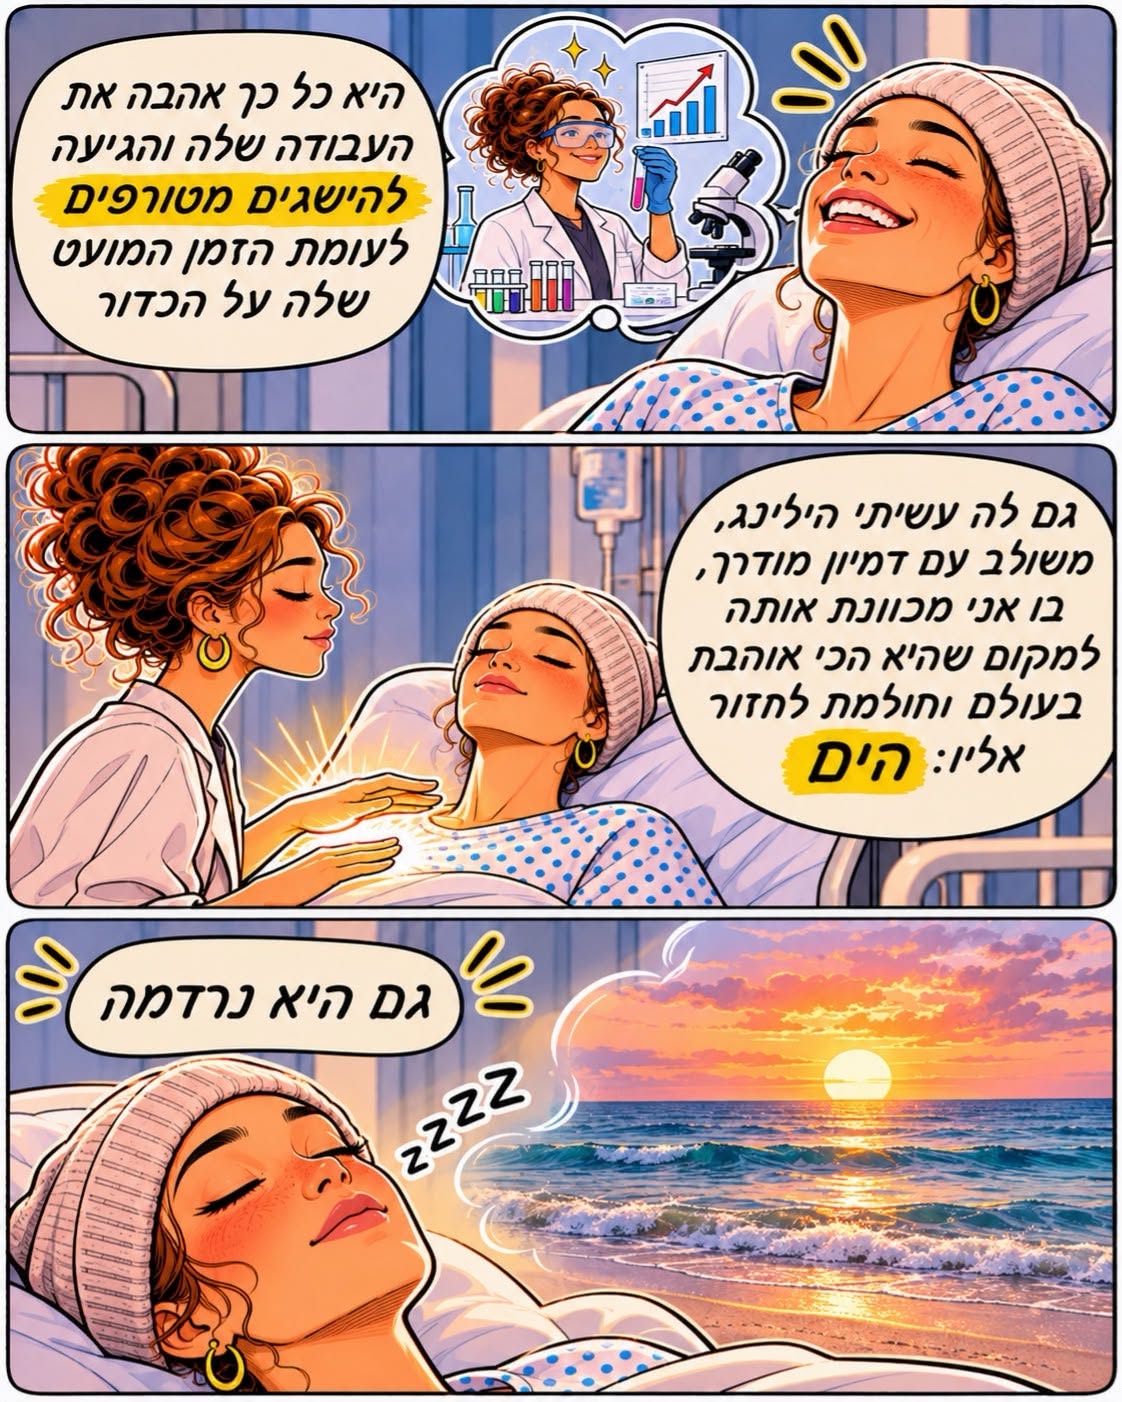 היא כל כך אהבה את
העבודה שלה והגיעה
להישגים מטורפים
לעומת הזמן המועט
שלה על הכדור
גם לה עשיתי הילינג,
משולב עם דמיון מודרך,
בו אני מכוונת אותה
למקום שהיא הכי אוהבת
בעולם וחולמת לחזור
אליו: הים
גם היא נרדמה
zzzzz